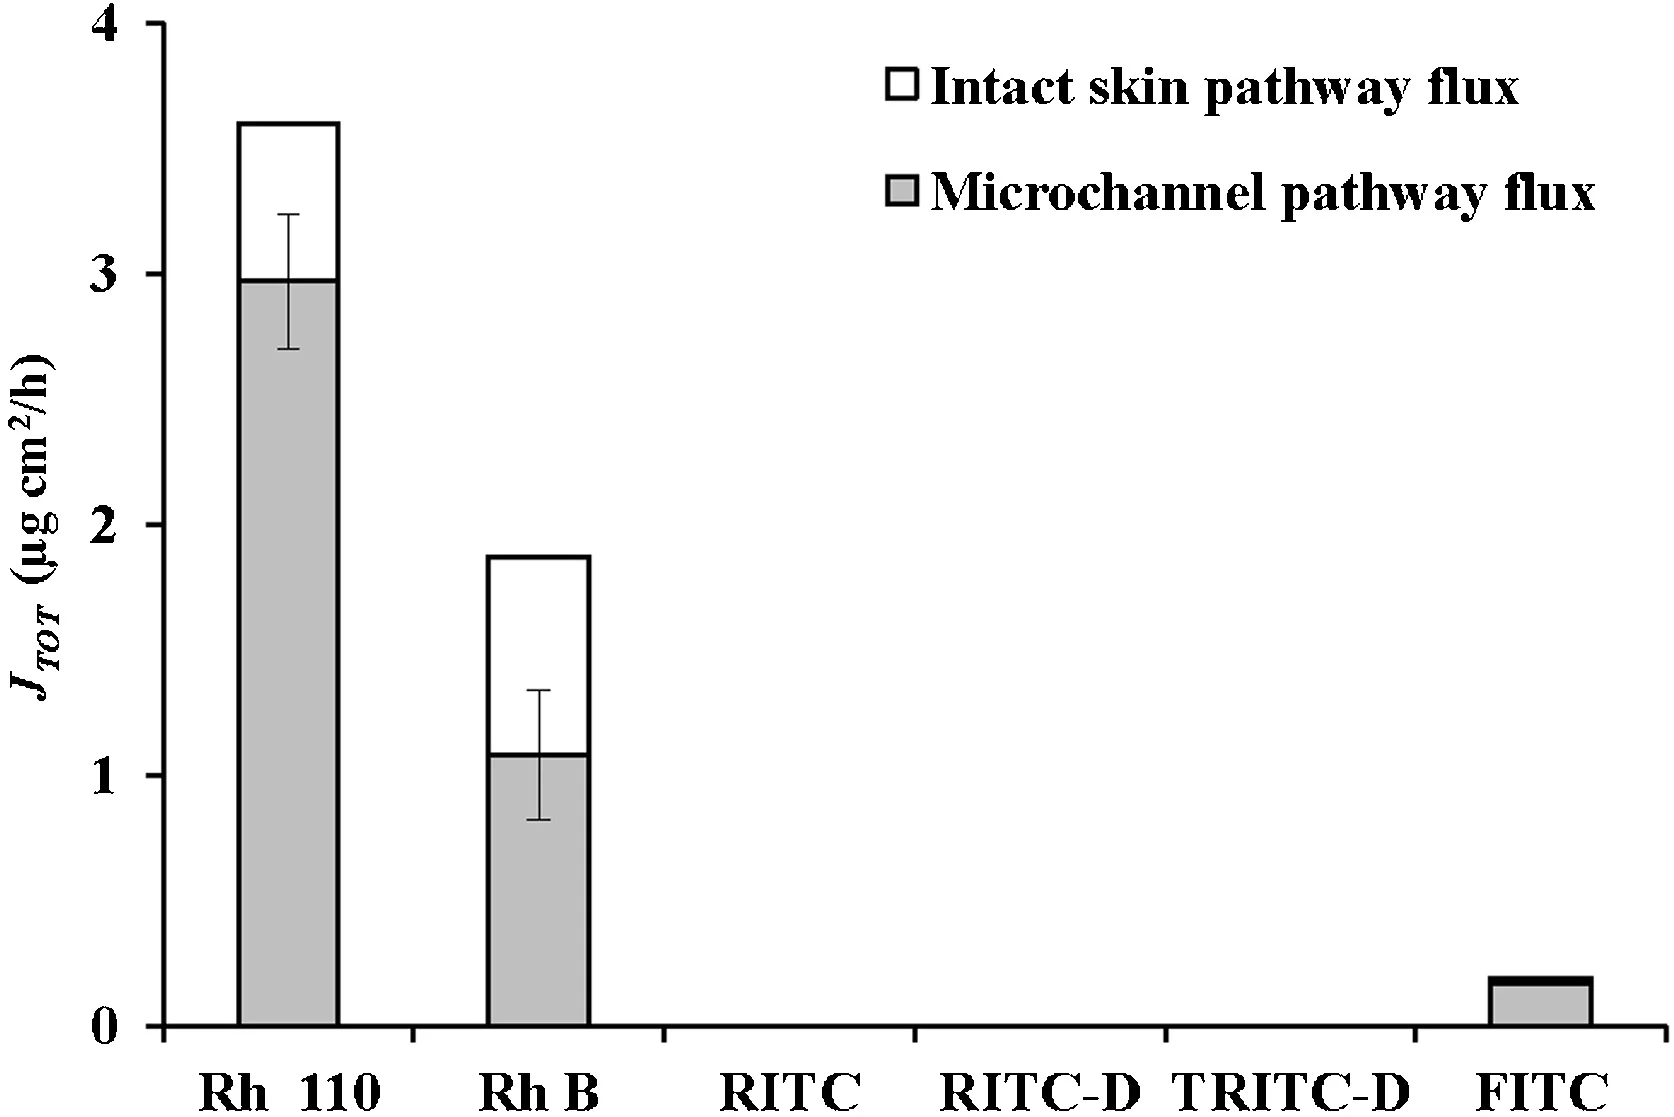 4
3
2
1
0
J TOT (µg cm²/h)
Intact skin pathway flux
Microchannel pathway flux
Rh 110 Rh B RITC RITC-D TRITC-D FITC